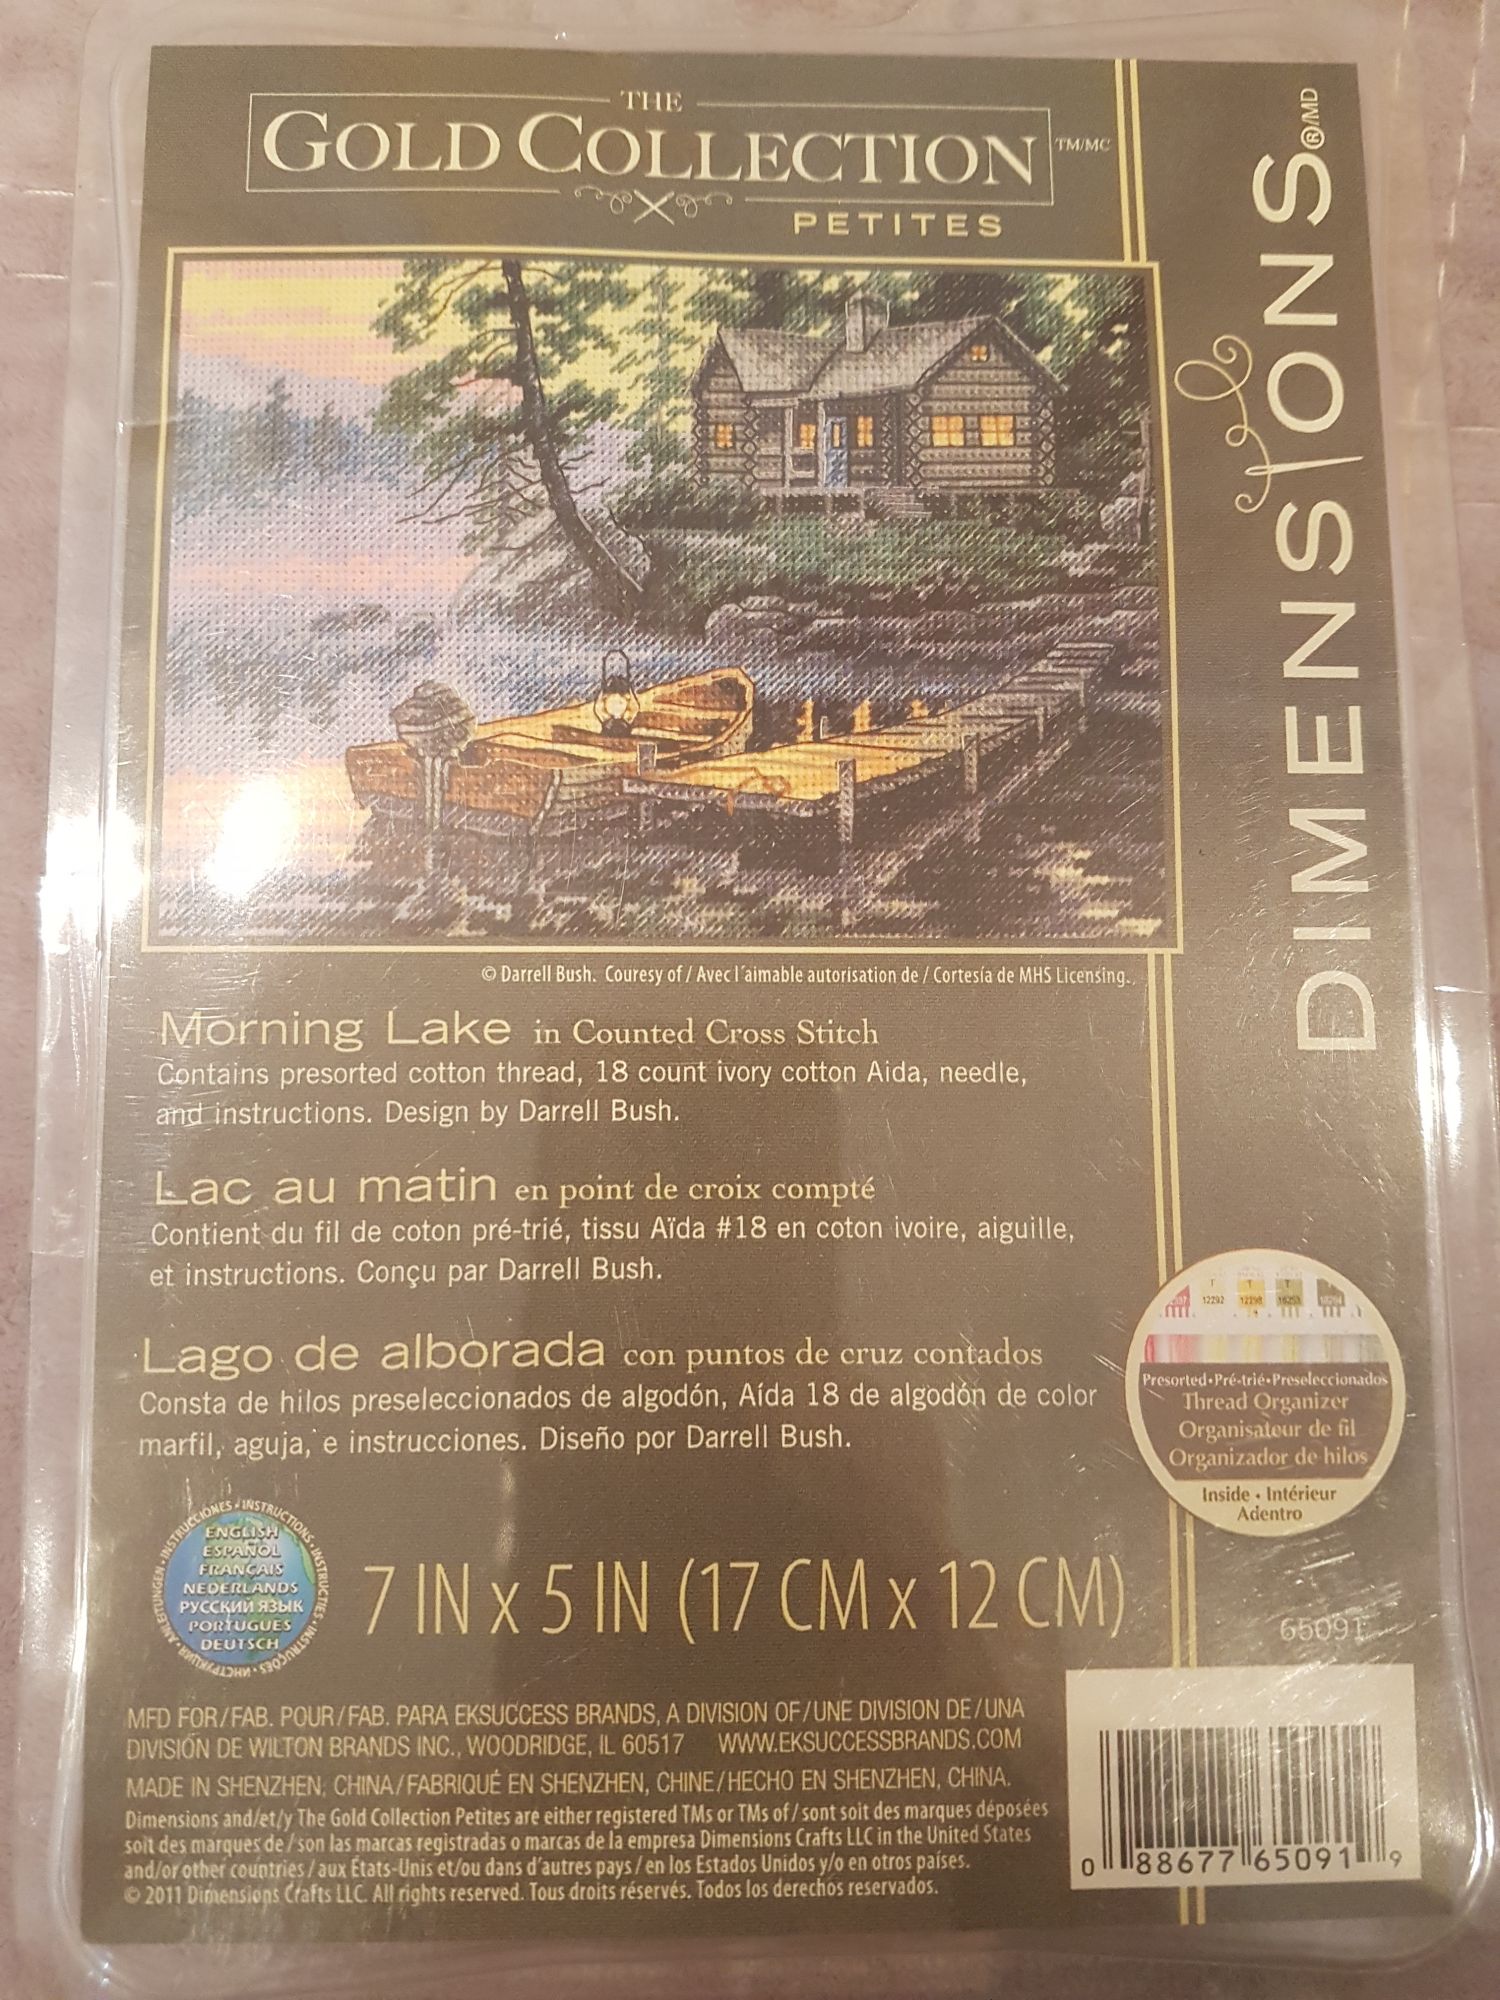 THE
GOLD COLLECTION TM/MC
PETITES
DIMENSIONS®/MD
© Darrell Bush. Couresy of / Avec l'aimable autorisation de / Cortesía de MHS Licensing.
Morning Lake in Counted Cross Stitch
Contains presorted cotton thread, 18 count ivory cotton Aida, needle,
and instructions. Design by Darrell Bush.
Lac au matin en point de croix compté
Contient du fil de coton pré-trié, tissu Aïda #18 en coton ivoire, aiguille,
et instructions. Conçu par Darrell Bush.
Lago de alborada con puntos de cruz contados
Consta de hilos preseleccionados de algodón, Aída 18 de algodón de color
marfil, aguja, e instrucciones. Diseño por Darrell Bush.
T T T
12292 12298 16253
Presorted•Pré-trié•Preseleccionados
Thread Organizer
Organisateur de fil
Organizador de hilos
Inside • Intérieur
Adentro
INSTRUCCIONES • INSTRUCTIONS • INSTRUCTIES • INSTRUÇÕES • ИНСТРУКЦИЯ • ANLEITUNGEN •
ENGLISH
ESPAÑOL
FRANÇAIS
NEDERLANDS
РУССКИЙ ЯЗЫК
PORTUGUES
DEUTSCH
7 IN x 5 IN (17 CM x 12 CM)
65091
MFD FOR/FAB. POUR/FAB. PARA EKSUCCESS BRANDS, A DIVISION OF/UNE DIVISION DE/UNA
DIVISIÓN DE WILTON BRANDS INC., WOODRIDGE, IL 60517 WWW.EKSUCCESSBRANDS.COM
MADE IN SHENZHEN, CHINA/FABRIQUÉ EN SHENZHEN, CHINE/HECHO EN SHENZHEN, CHINA.
Dimensions and/et/y The Gold Collection Petites are either registered TMs or TMs of / sont soit des marques déposées
soit des marques de / son las marcas registradas o marcas de la empresa Dimensions Crafts LLC in the United States
and/or other countries / aux États-Unis et/ou dans d'autres pays / en los Estados Unidos y/o en otros países.
© 2011 Dimensions Crafts LLC. All rights reserved. Tous droits réservés. Todos los derechos reservados.
0 88677 65091 9